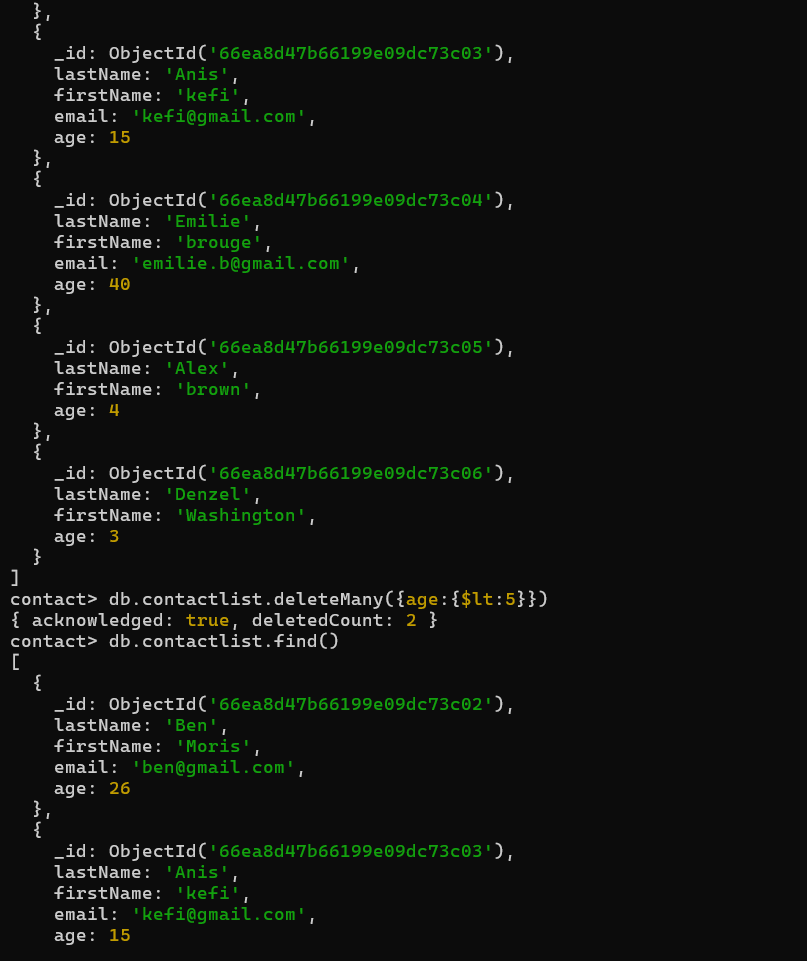 },
  {
    _id: ObjectId('66ea8d47b66199e09dc73c03'),
    lastName: 'Anis',
    firstName: 'kefi',
    email: 'kefi@gmail.com',
    age: 15
  },
  {
    _id: ObjectId('66ea8d47b66199e09dc73c04'),
    lastName: 'Emilie',
    firstName: 'brouge',
    email: 'emilie.b@gmail.com',
    age: 40
  },
  {
    _id: ObjectId('66ea8d47b66199e09dc73c05'),
    lastName: 'Alex',
    firstName: 'brown',
    age: 4
  },
  {
    _id: ObjectId('66ea8d47b66199e09dc73c06'),
    lastName: 'Denzel',
    firstName: 'Washington',
    age: 3
  }
]
contact> db.contactlist.deleteMany({age:{$lt:5}})
{ acknowledged: true, deletedCount: 2 }
contact> db.contactlist.find()
[
  {
    _id: ObjectId('66ea8d47b66199e09dc73c02'),
    lastName: 'Ben',
    firstName: 'Moris',
    email: 'ben@gmail.com',
    age: 26
  },
  {
    _id: ObjectId('66ea8d47b66199e09dc73c03'),
    lastName: 'Anis',
    firstName: 'kefi',
    email: 'kefi@gmail.com',
    age: 15